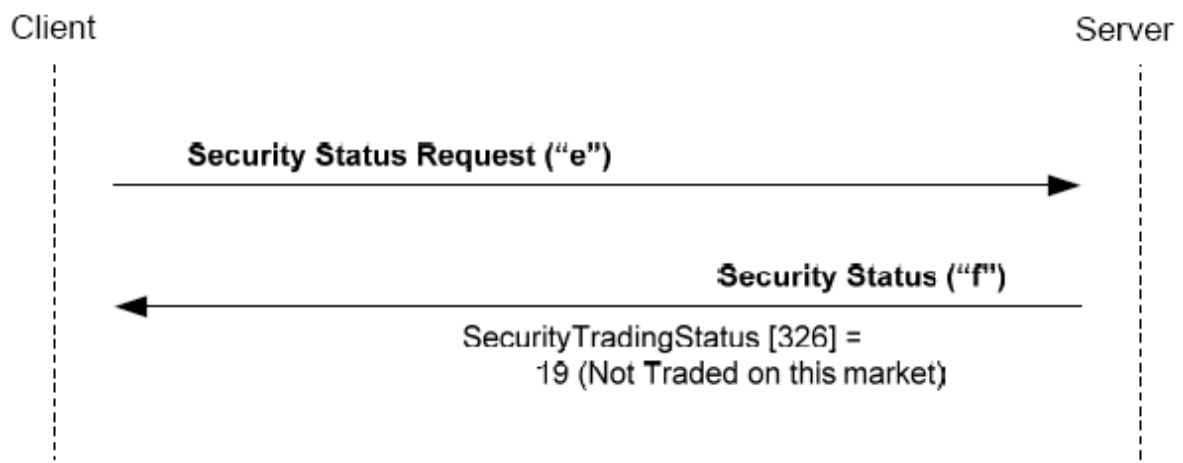 Client
Server
Security Status Request (“e”)
Security Status (“f”)
SecurityTradingStatus [326] =
19 (Not Traded on this market)